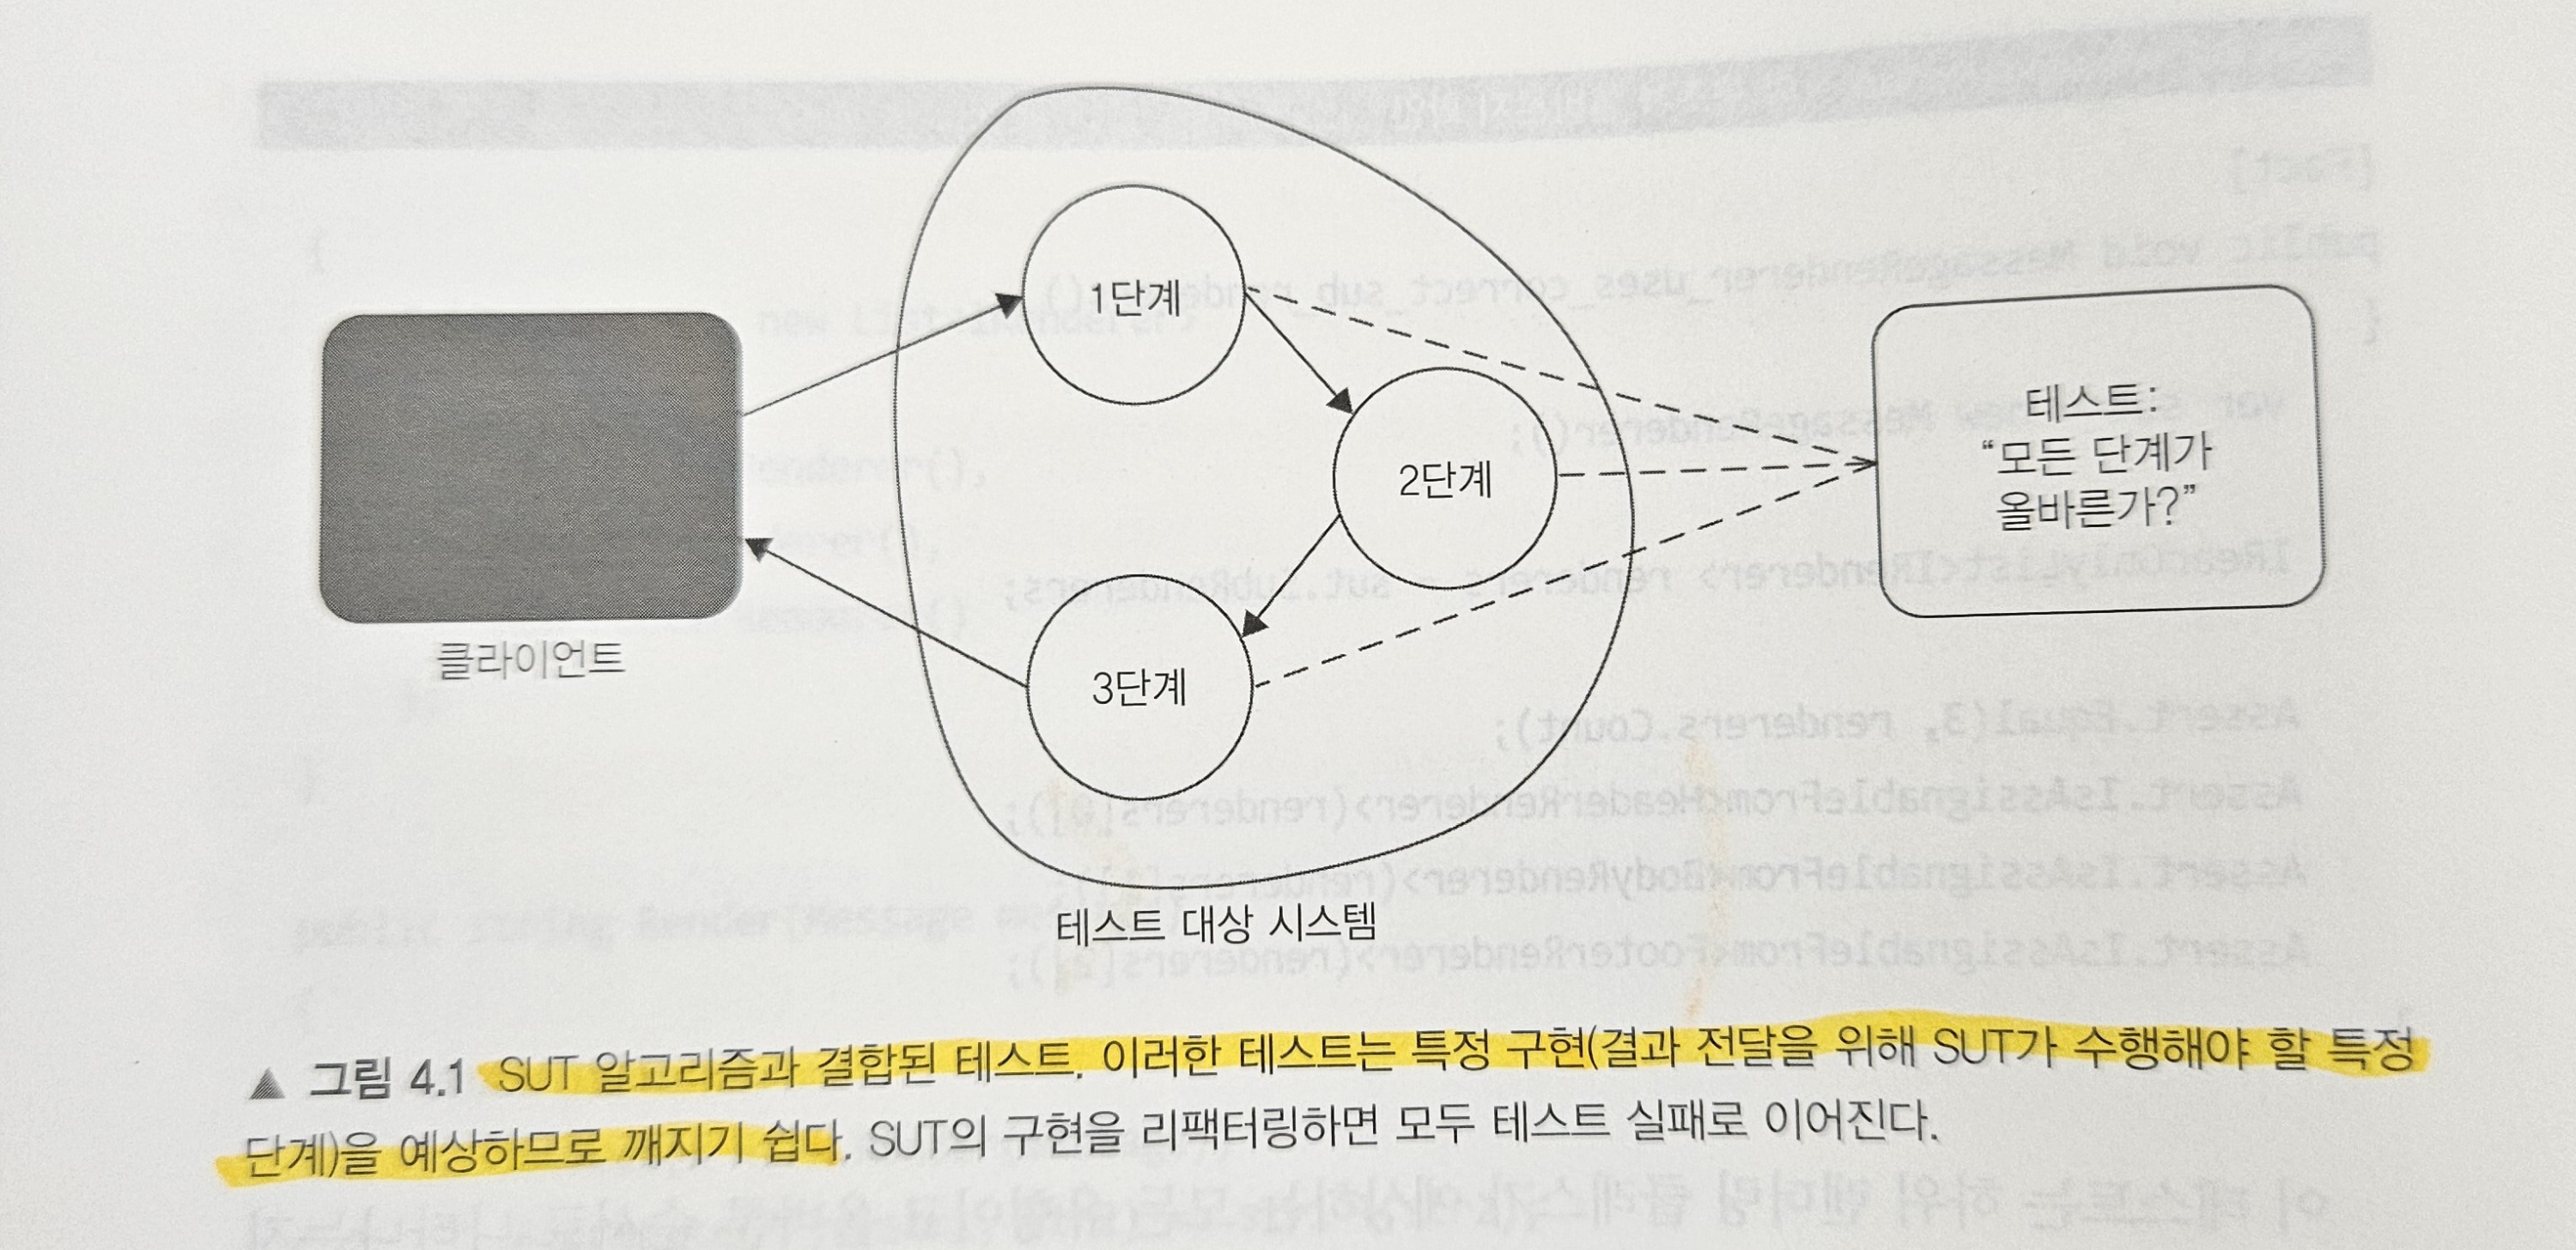 1단계
2단계
3단계
테스트:
“모든 단계가
올바른가?”
클라이언트
테스트 대상 시스템
▲ 그림 4.1 SUT 알고리즘과 결합된 테스트. 이러한 테스트는 특정 구현(결과 전달을 위해 SUT가 수행해야 할 특정
단계)을 예상하므로 깨지기 쉽다. SUT의 구현을 리팩터링하면 모두 테스트 실패로 이어진다.